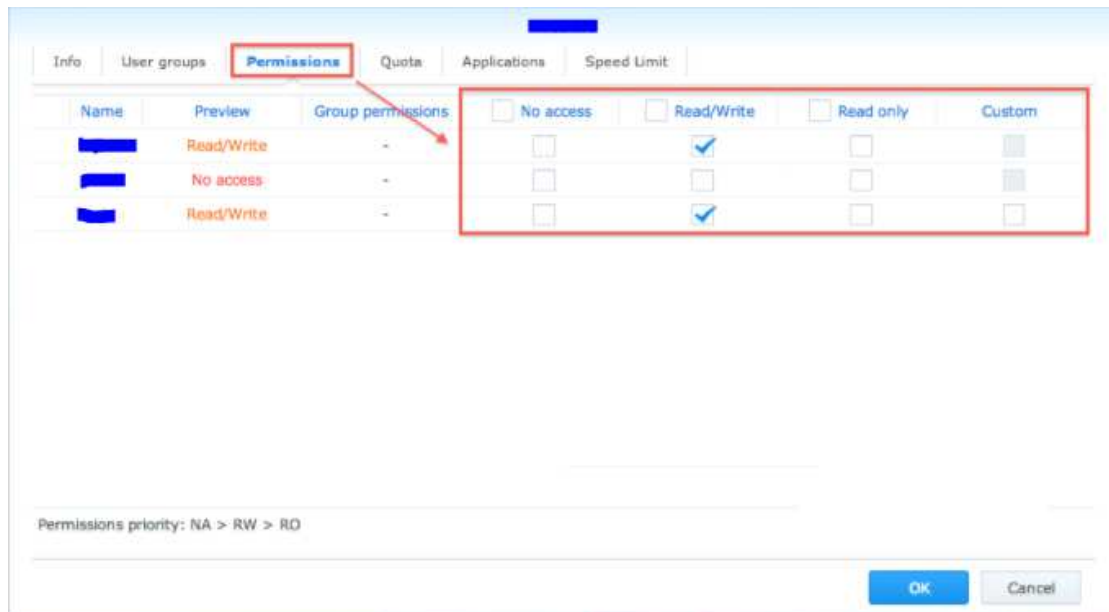 Info User groups Permissions Quota Applications Speed Limit
Name Preview Group permissions No access Read/Write Read only Custom
Read/Write -
No access -
Read/Write -
Permissions priority: NA > RW > RO
OK Cancel